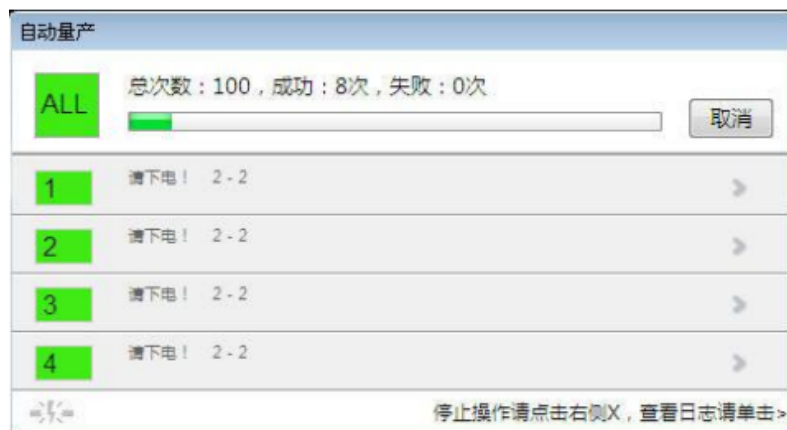 自动量产
ALL
总次数：100，成功：8次，失败：0次
取消
1 请下电！ 2 - 2
2 请下电！ 2 - 2
3 请下电！ 2 - 2
4 请下电！ 2 - 2
停止操作请点击右侧X，查看日志请单击>